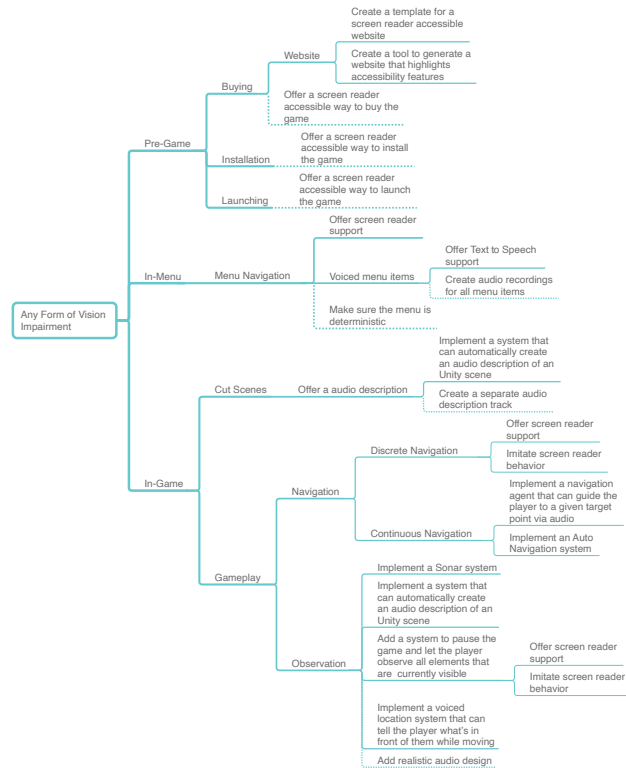 Create a template for a
screen reader accessible
website
Website
Create a tool to generate a
website that highlights
accessibility features
Buying
Offer a screen reader
accessible way to buy the
game
Pre-Game
Offer a screen reader
accessible way to install
the game
Installation
Offer a screen reader
accessible way to launch
the game
Launching
Offer screen reader
support
Offer Text to Speech
support
In-Menu
Menu Navigation
Voiced menu items
Create audio recordings
for all menu items
Make sure the menu is
deterministic
Any Form of Vision
Impairment
Implement a system that
can automatically create
an audio description of an
Unity scene
Cut Scenes
Offer a audio description
Create a separate audio
description track
Offer screen reader
support
Discrete Navigation
Imitate screen reader
behavior
In-Game
Navigation
Implement a navigation
agent that can guide the
player to a given target
point via audio
Continuous Navigation
Implement an Auto
Navigation system
Gameplay
Implement a Sonar system
Implement a system that
can automatically create
an audio description of an
Unity scene
Observation
Add a system to pause the
game and let the player
observe all elements that
are currently visible
Offer screen reader
support
Imitate screen reader
behavior
Implement a voiced
location system that can
tell the player what's in
front of them while moving
Add realistic audio design